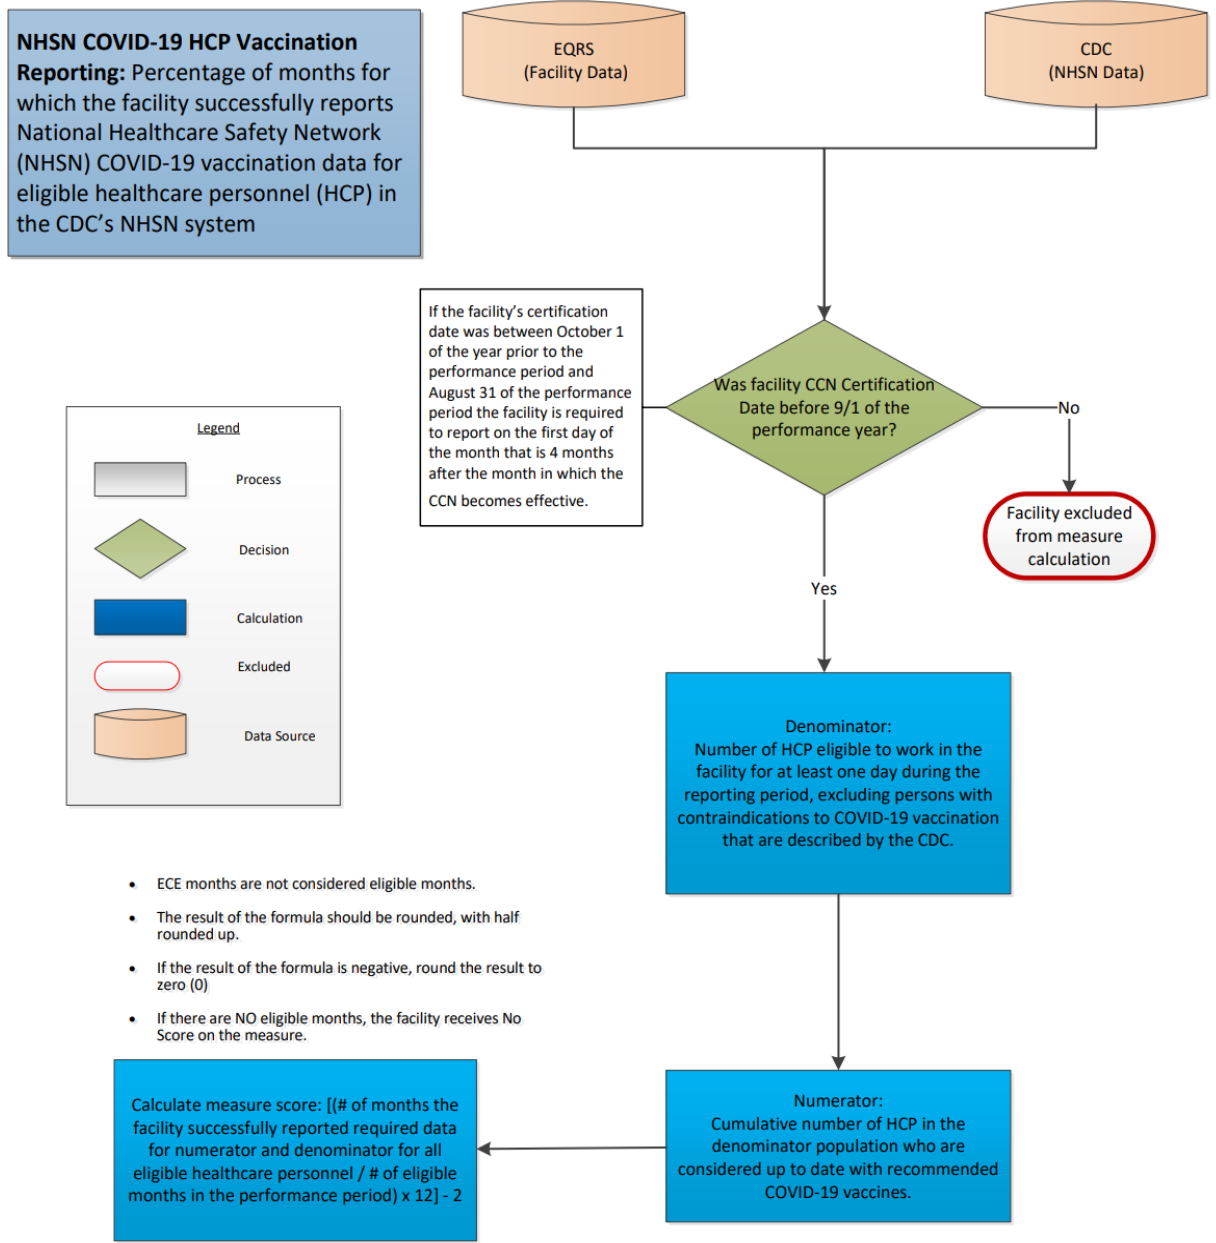 NHSN COVID-19 HCP Vaccination
Reporting: Percentage of months for
which the facility successfully reports
National Healthcare Safety Network
(NHSN) COVID-19 vaccination data for
eligible healthcare personnel (HCP) in
the CDC's NHSN system
EQRS
(Facility Data)
CDC
(NHSN Data)
If the facility's certification
date was between October 1
of the year prior to the
performance period and
August 31 of the performance
period the facility is required
to report on the first day of
the month that is 4 months
after the month in which the
CCN becomes effective.
Was facility CCN Certification
Date before 9/1 of the
performance year?
No
Facility excluded
from measure
calculation
Yes
Legend
Process
Decision
Calculation
Excluded
Data Source
Denominator:
Number of HCP eligible to work in the
facility for at least one day during the
reporting period, excluding persons with
contraindications to COVID-19 vaccination
that are described by the CDC.
• ECE months are not considered eligible months.
• The result of the formula should be rounded, with half
rounded up.
• If the result of the formula is negative, round the result to
zero (0)
• If there are NO eligible months, the facility receives No
Score on the measure.
Numerator:
Cumulative number of HCP in the
denominator population who are
considered up to date with recommended
COVID-19 vaccines.
Calculate measure score: [(# of months the
facility successfully reported required data
for numerator and denominator for all
eligible healthcare personnel / # of eligible
months in the performance period) x 12] - 2